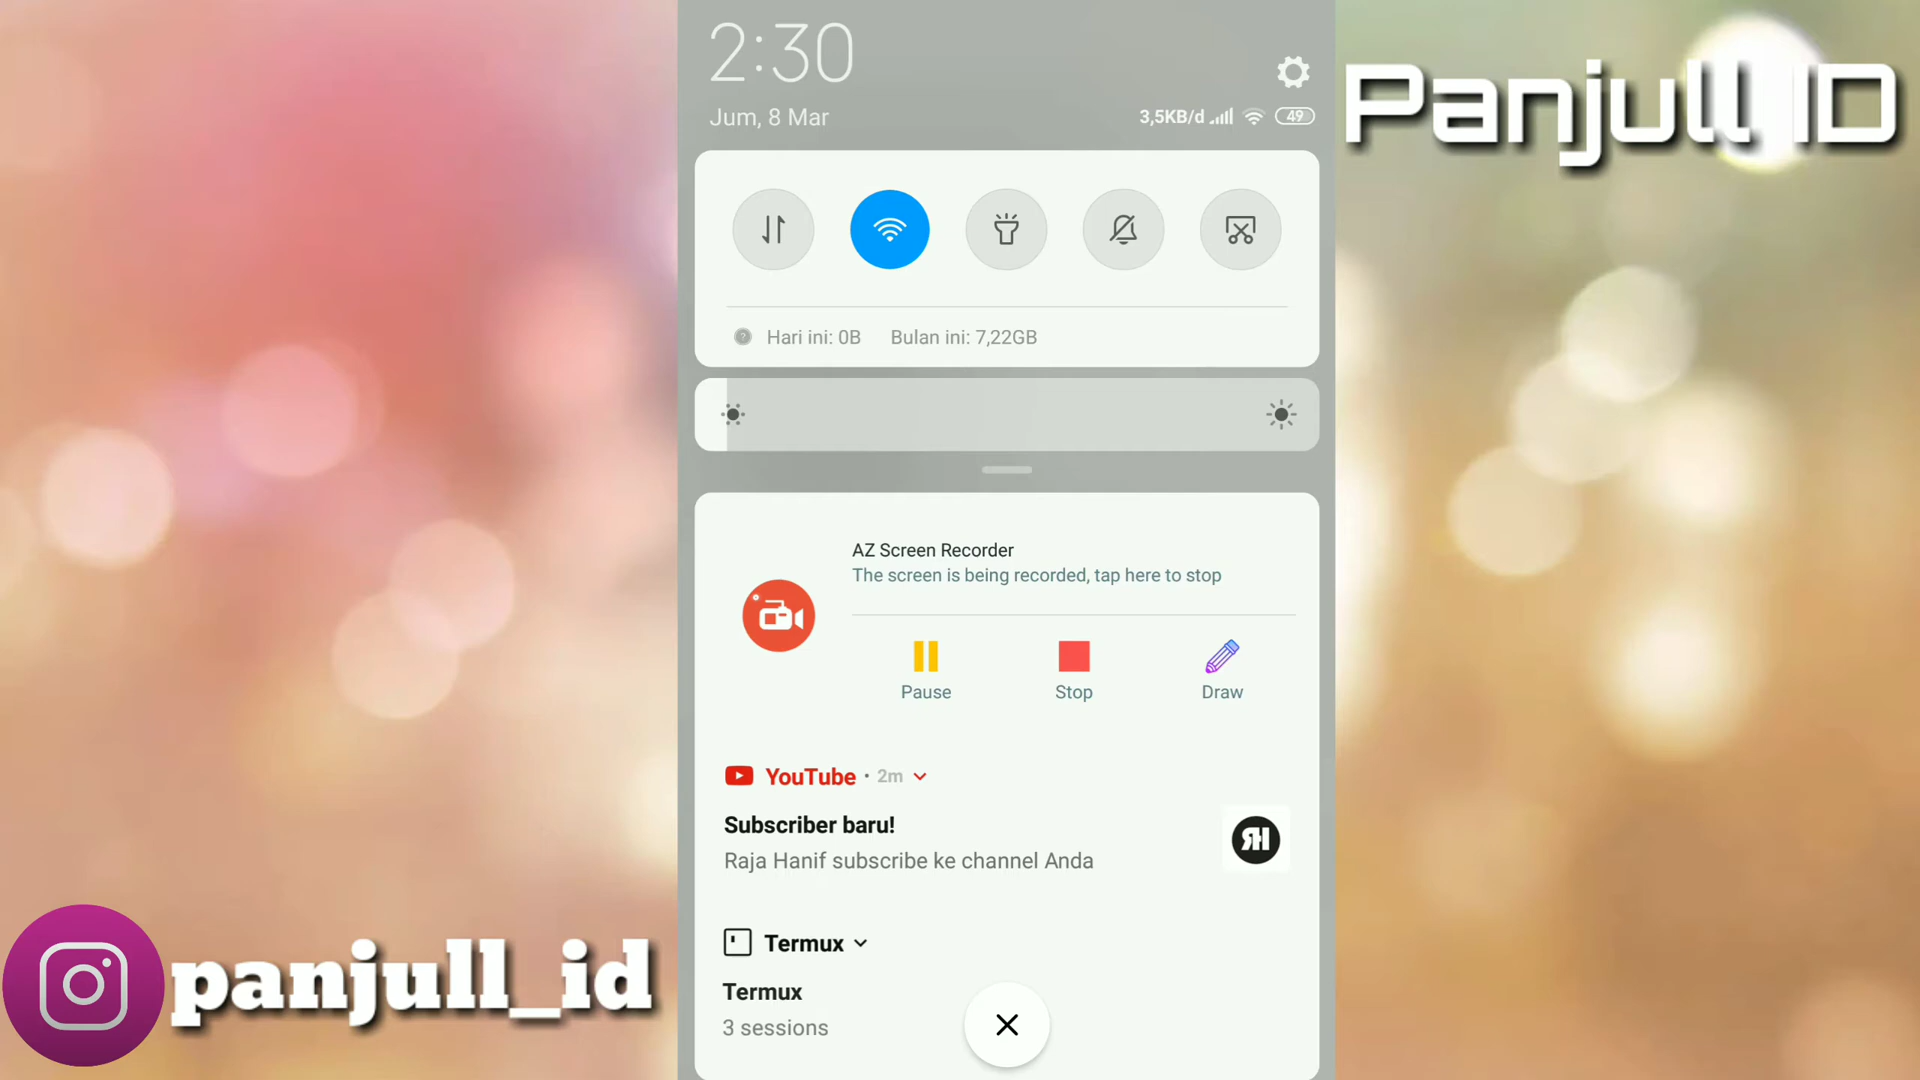 2:30
Jum, 8 Mar
3,5KB/d
49
Panjull ID
Hari ini: 0B Bulan ini: 7,22GB
AZ Screen Recorder
The screen is being recorded, tap here to stop
Pause Stop Draw
YouTube • 2m
Subscriber baru!
Raja Hanif subscribe ke channel Anda
Termux
Termux
3 sessions
panjull_id